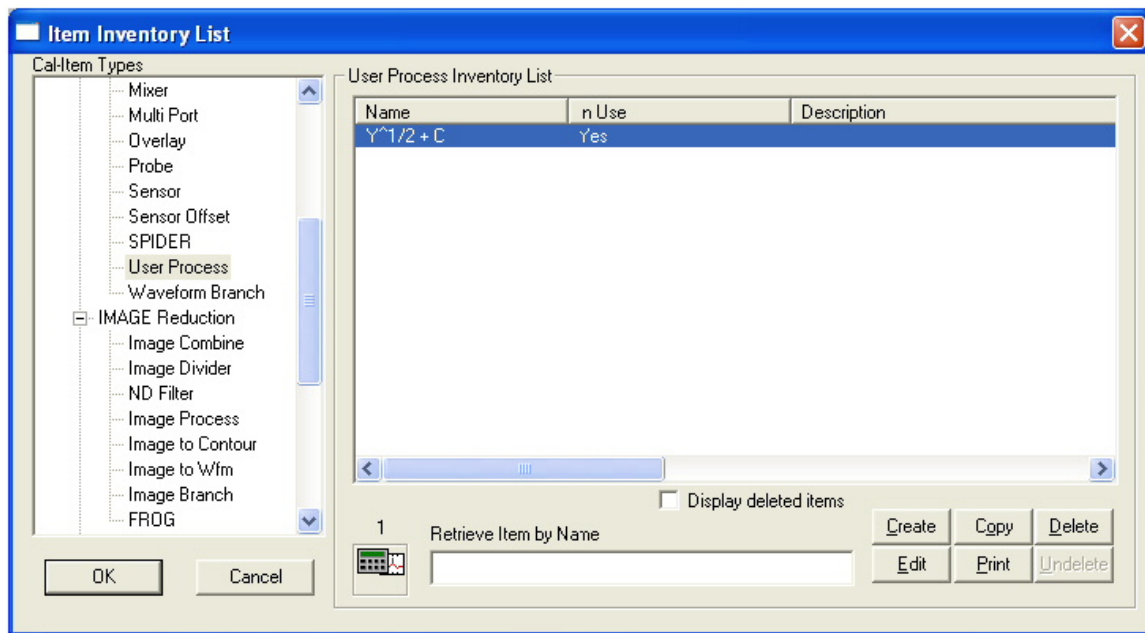 Item Inventory List
Cal-Item Types
Mixer
Multi Port
Overlay
Probe
Sensor
Sensor Offset
SPIDER
User Process
Waveform Branch
IMAGE Reduction
Image Combine
Image Divider
ND Filter
Image Process
Image to Contour
Image to Wfm
Image Branch
FROG
OK
Cancel
User Process Inventory List
Name n Use Description
Y^1/2 + C Yes
Display deleted items
1
Retrieve Item by Name
Create Copy Delete
Edit Print Undelete